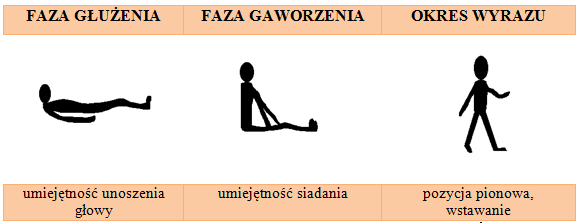 FAZA GŁUŻENIA
FAZA GAWORZENIA
OKRES WYRAZU
umiejętność unoszenia
głowy
umiejętność siadania
pozycja pionowa,
wstawanie